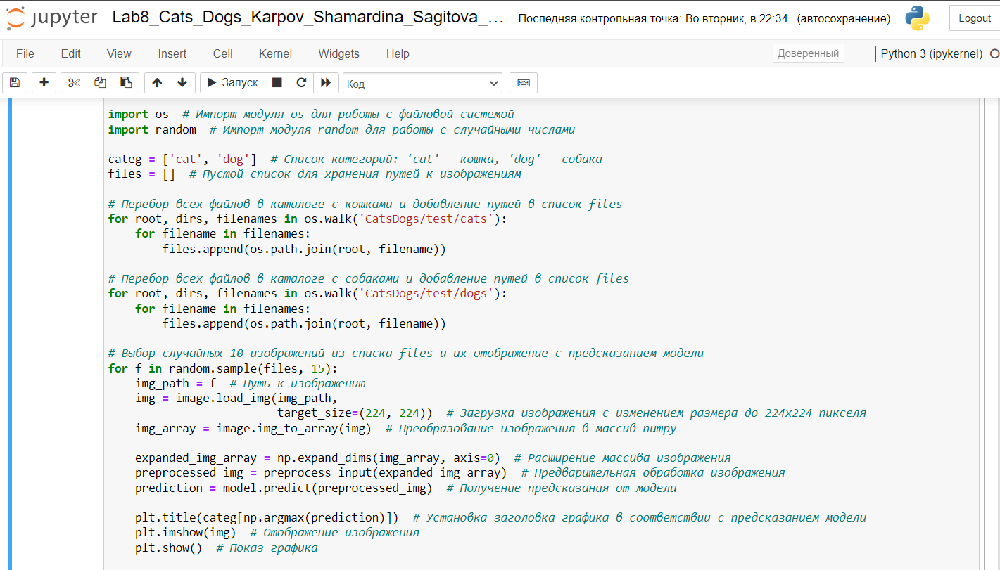 jupyter Lab8_Cats_Dogs_Karpov_Shamardina_Sagitova_... Последняя контрольная точка: Во вторник, в 22:34 (автосохранение) Logout
File Edit View Insert Cell Kernel Widgets Help Доверенный Python 3 (ipykernel)
Запуск Код
import os  # Импорт модуля os для работы с файловой системой
import random  # Импорт модуля random для работы с случайными числами

categ = ['cat', 'dog']  # Список категорий: 'cat' - кошка, 'dog' - собака
files = []  # Пустой список для хранения путей к изображениям

# Перебор всех файлов в каталоге с кошками и добавление путей в список files
for root, dirs, filenames in os.walk('CatsDogs/test/cats'):
    for filename in filenames:
        files.append(os.path.join(root, filename))

# Перебор всех файлов в каталоге с собаками и добавление путей в список files
for root, dirs, filenames in os.walk('CatsDogs/test/dogs'):
    for filename in filenames:
        files.append(os.path.join(root, filename))

# Выбор случайных 10 изображений из списка files и их отображение с предсказанием модели
for f in random.sample(files, 15):
    img_path = f  # Путь к изображению
    img = image.load_img(img_path,
                         target_size=(224, 224))  # Загрузка изображения с изменением размера до 224x224 пикселя
    img_array = image.img_to_array(img)  # Преобразование изображения в массив numpy

    expanded_img_array = np.expand_dims(img_array, axis=0)  # Расширение массива изображения
    preprocessed_img = preprocess_input(expanded_img_array)  # Предварительная обработка изображения
    prediction = model.predict(preprocessed_img)  # Получение предсказания от модели

    plt.title(categ[np.argmax(prediction)])  # Установка заголовка графика в соответствии с предсказанием модели
    plt.imshow(img)  # Отображение изображения
    plt.show()  # Показ графика